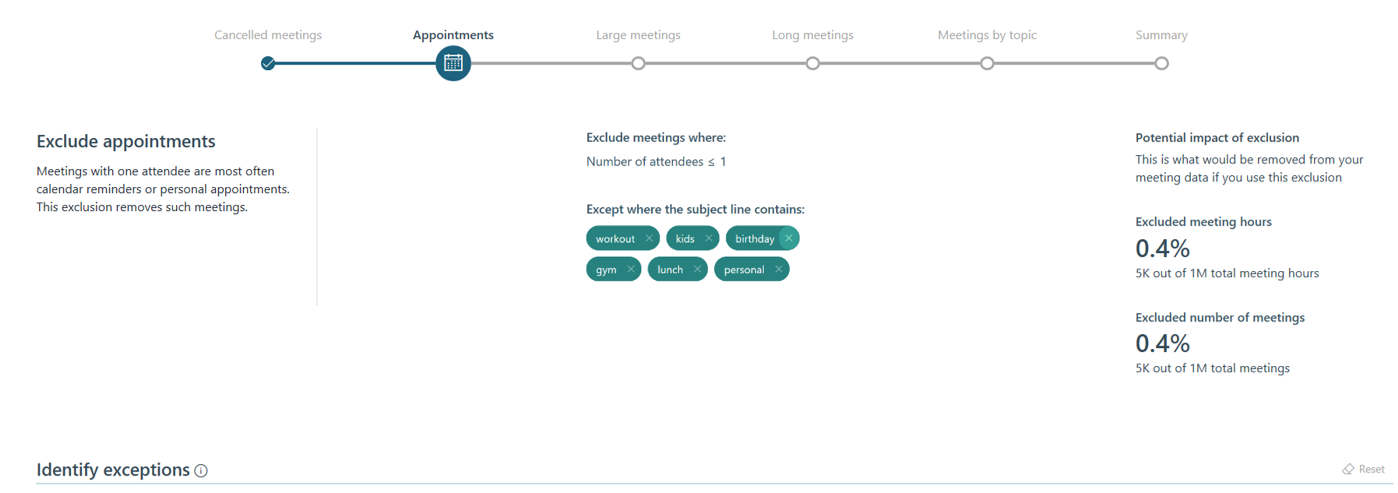 Cancelled meetings
Appointments
Large meetings
Long meetings
Meetings by topic
Summary
Exclude appointments
Meetings with one attendee are most often
calendar reminders or personal appointments.
This exclusion removes such meetings.
Exclude meetings where:
Number of attendees ≤ 1
Except where the subject line contains:
workout
kids
birthday
gym
lunch
personal
Potential impact of exclusion
This is what would be removed from your
meeting data if you use this exclusion
Excluded meeting hours
0.4%
5K out of 1M total meeting hours
Excluded number of meetings
0.4%
5K out of 1M total meetings
Identify exceptions
Reset